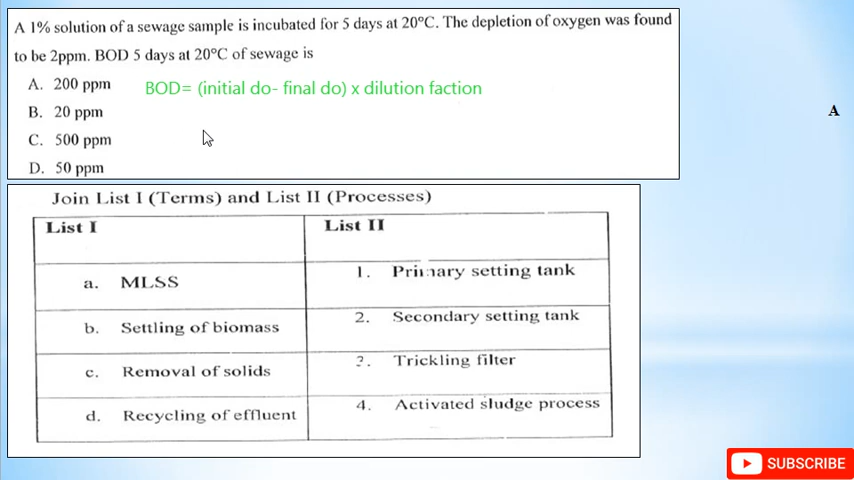 A 1% solution of a sewage sample is incubated for 5 days at 20°C. The depletion of oxygen was found
to be 2ppm. BOD 5 days at 20°C of sewage is
A. 200 ppm
BOD= (initial do- final do) x dilution faction
B. 20 ppm
A
C. 500 ppm
D. 50 ppm
Join List I (Terms) and List II (Processes)
List I
List II
a. MLSS
1. Primary setting tank
b. Settling of biomass
2. Secondary setting tank
c. Removal of solids
3. Trickling filter
d. Recycling of effluent
4. Activated sludge process
SUBSCRIBE